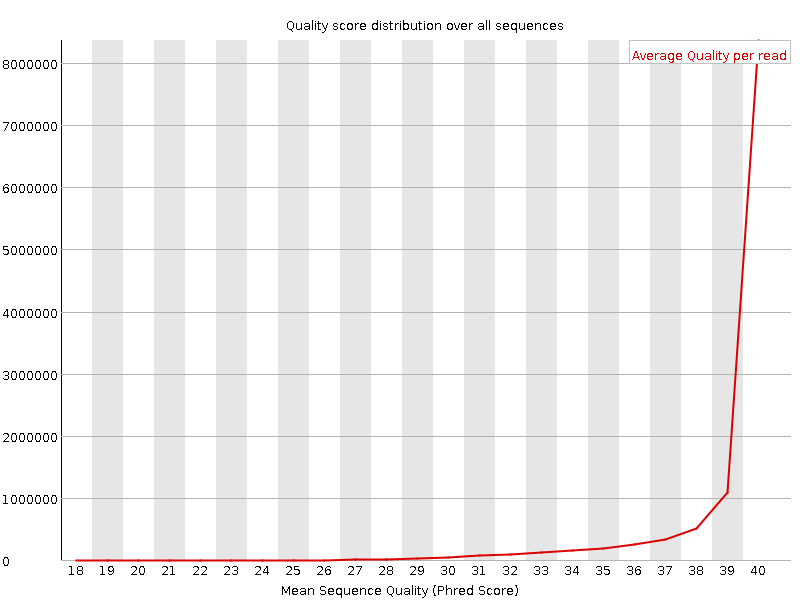 Quality score distribution over all sequences
Average Quality per read
8000000
7000000
6000000
5000000
4000000
3000000
2000000
1000000
0
18 19 20 21 22 23 24 25 26 27 28 29 30 31 32 33 34 35 36 37 38 39 40
Mean Sequence Quality (Phred Score)